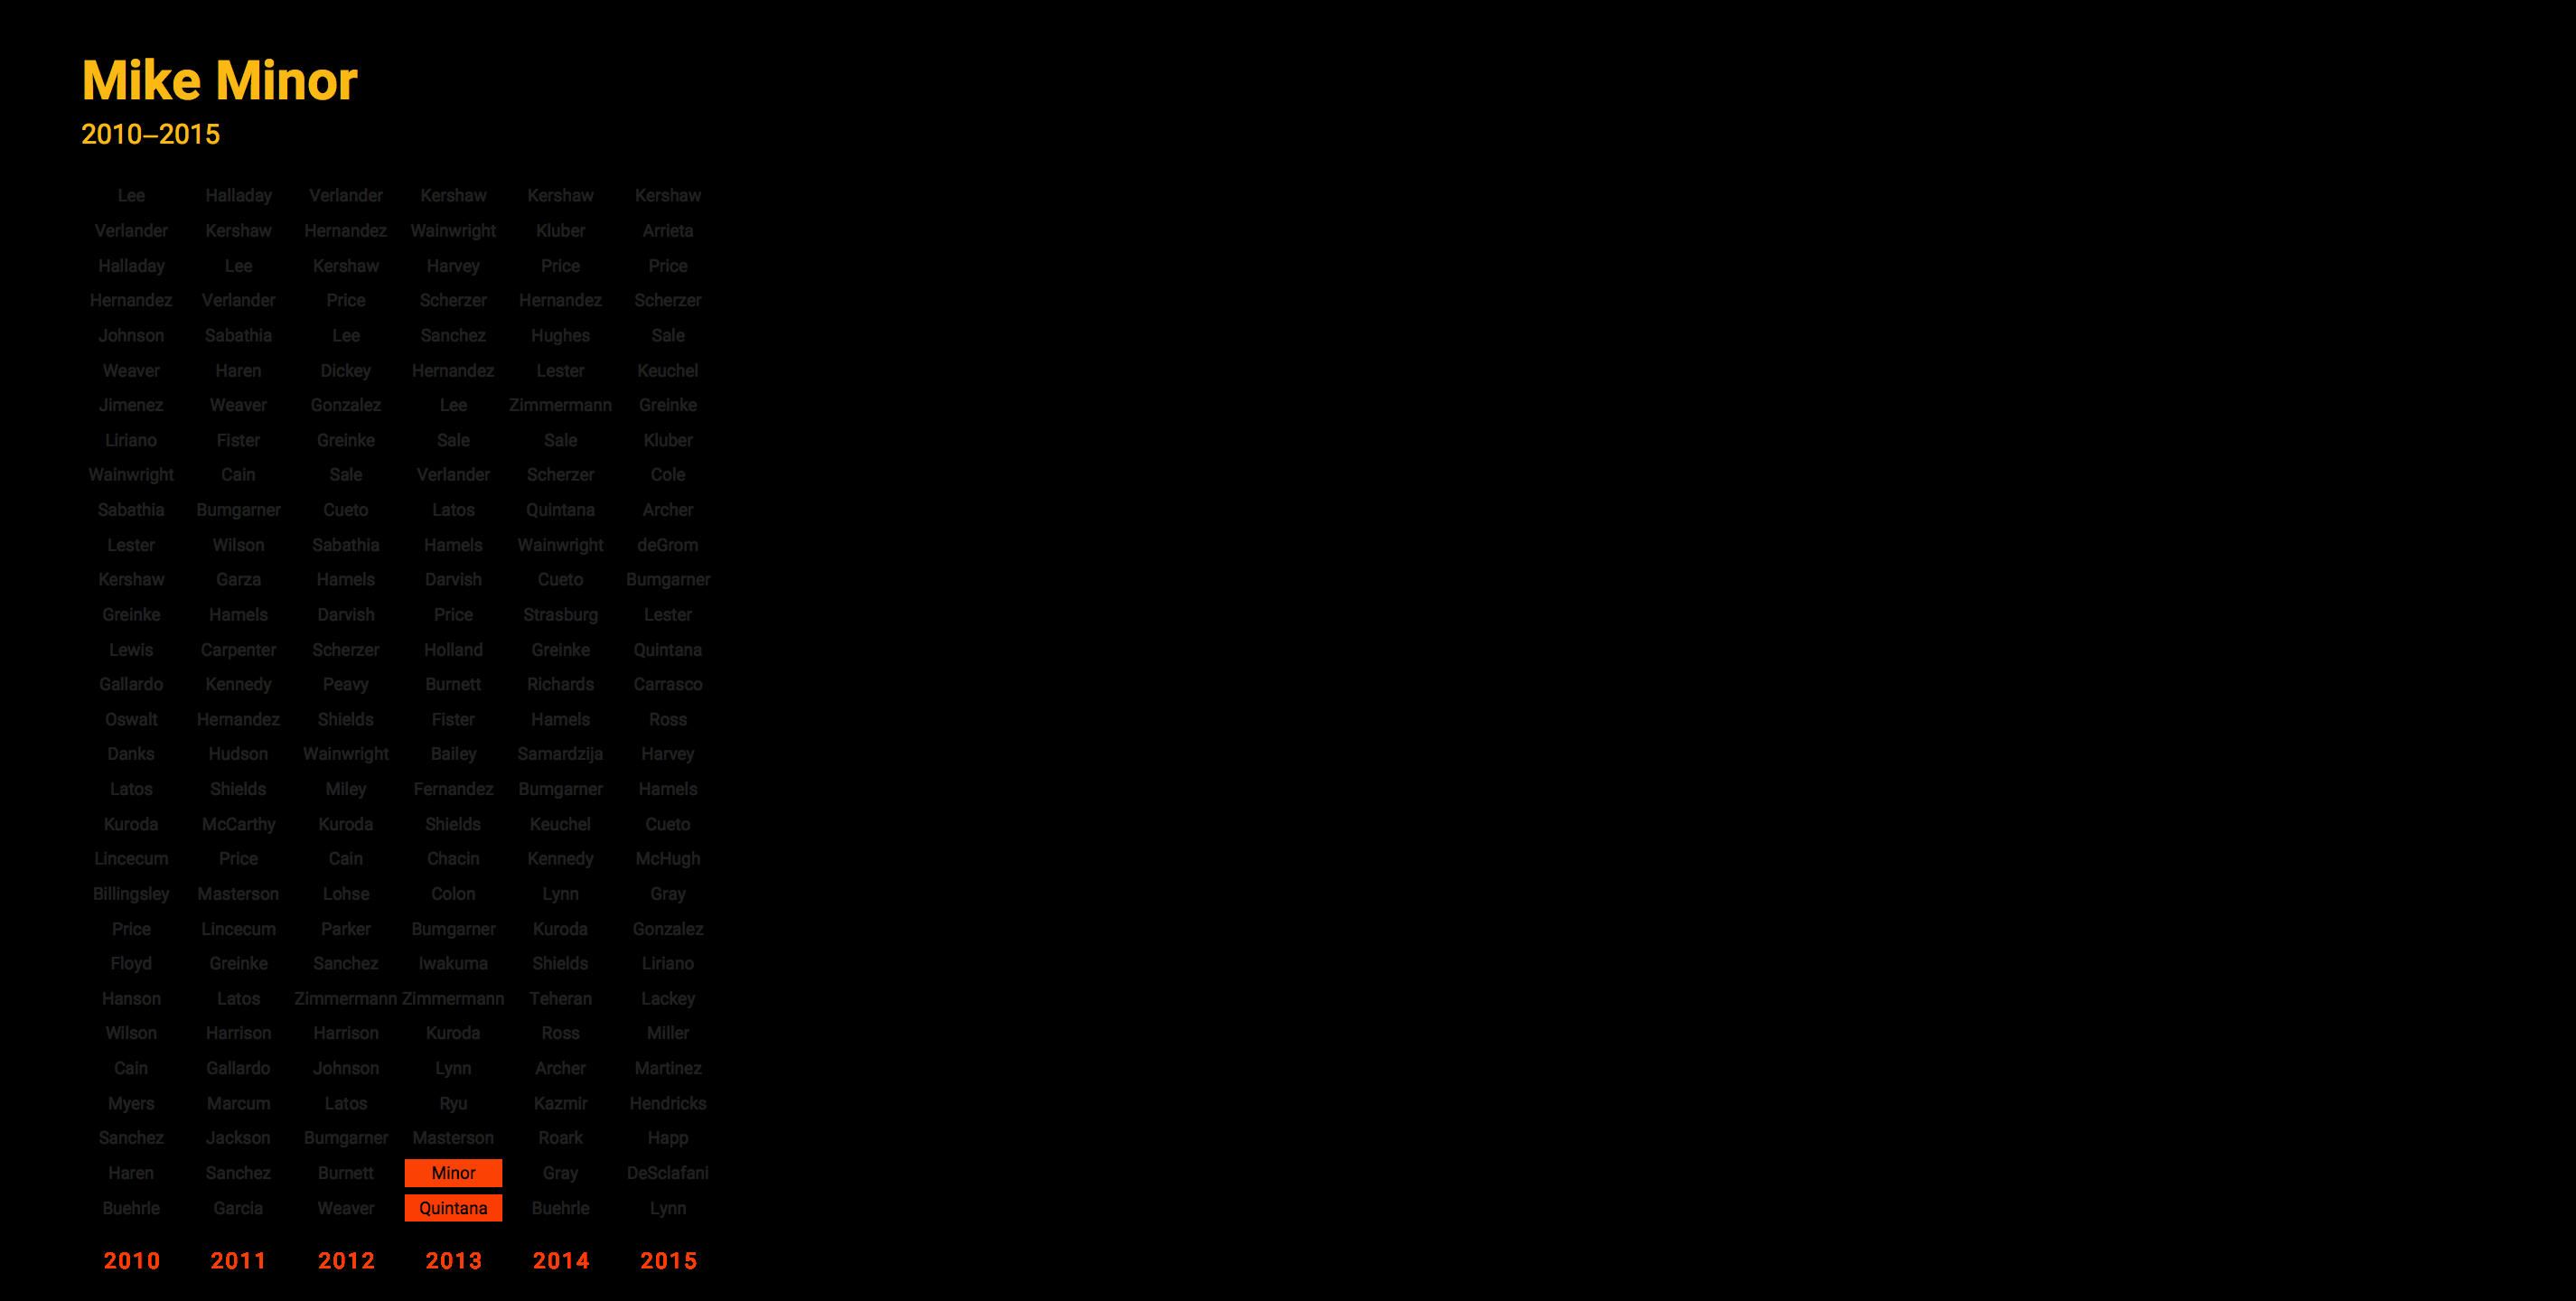 Mike Minor
2010–2015
Lee Halladay Verlander Kershaw Kershaw Kershaw
Verlander Kershaw Hernandez Wainwright Kluber Arrieta
Halladay Lee Kershaw Harvey Price Price
Hernandez Verlander Price Scherzer Hernandez Scherzer
Johnson Sabathia Lee Sanchez Hughes Sale
Weaver Haren Dickey Hernandez Lester Keuchel
Jimenez Weaver Gonzalez Lee Zimmermann Greinke
Liriano Fister Greinke Sale Sale Kluber
Wainwright Cain Sale Verlander Scherzer Cole
Sabathia Bumgarner Cueto Latos Quintana Archer
Lester Wilson Sabathia Hamels Wainwright deGrom
Kershaw Garza Hamels Darvish Cueto Bumgarner
Greinke Hamels Darvish Price Strasburg Lester
Lewis Carpenter Scherzer Holland Greinke Quintana
Gallardo Kennedy Peavy Burnett Richards Carrasco
Oswalt Hernandez Shields Fister Hamels Ross
Danks Hudson Wainwright Bailey Samardzija Harvey
Latos Shields Miley Fernandez Bumgarner Hamels
Kuroda McCarthy Kuroda Shields Keuchel Cueto
Lincecum Price Cain Chacin Kennedy McHugh
Billingsley Masterson Lohse Colon Lynn Gray
Price Lincecum Parker Bumgarner Kuroda Gonzalez
Floyd Greinke Sanchez Iwakuma Shields Liriano
Hanson Latos Zimmermann Zimmermann Teheran Lackey
Wilson Harrison Harrison Kuroda Ross Miller
Cain Gallardo Johnson Lynn Archer Martinez
Myers Marcum Latos Ryu Kazmir Hendricks
Sanchez Jackson Bumgarner Masterson Roark Happ
Haren Sanchez Burnett Minor Gray DeSclafani
Buehrle Garcia Weaver Quintana Buehrle Lynn
2010 2011 2012 2013 2014 2015